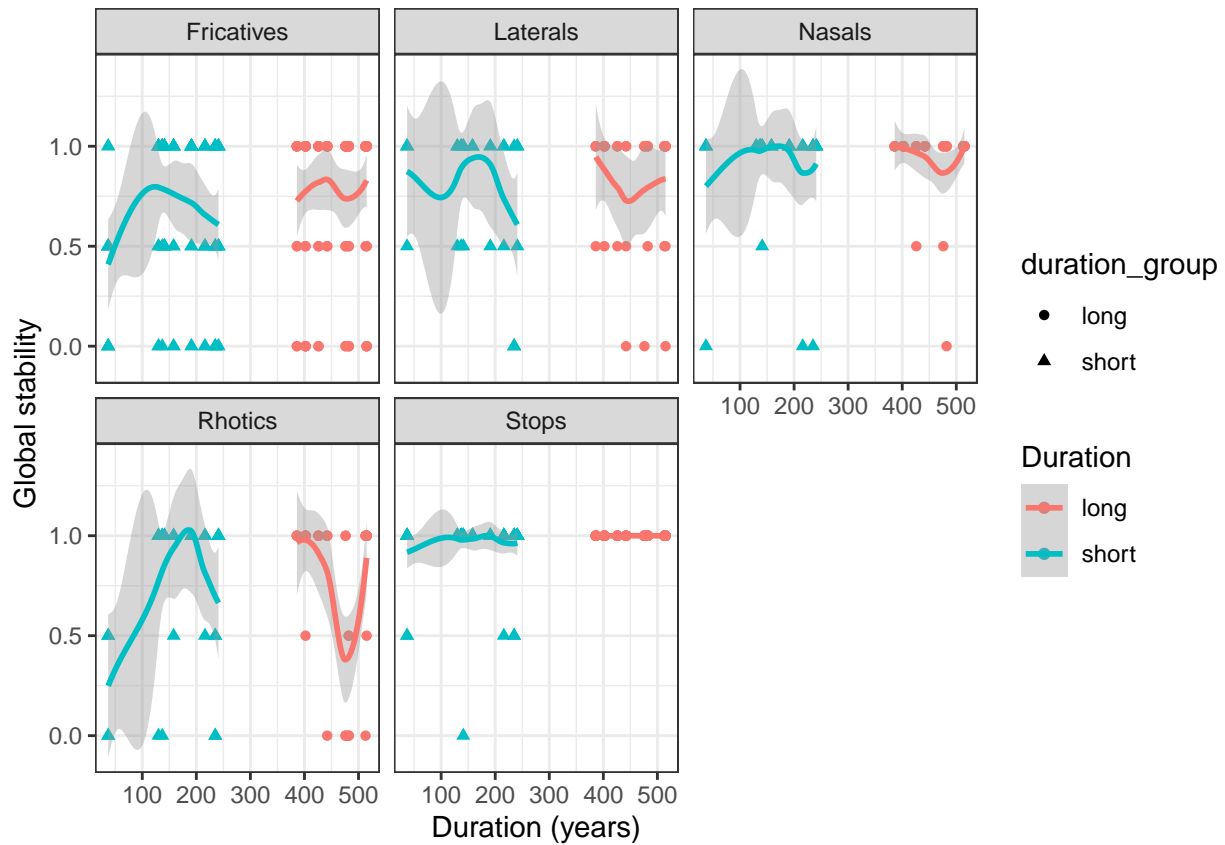 Fricatives
Laterals
Nasals
1.0
0.5
0.0
100 200 300 400 500
Rhotics
Stops
1.0
0.5
0.0
100 200 300 400 500
100 200 300 400 500
Global stability
Duration (years)
duration_group
long
short
Duration
long
short